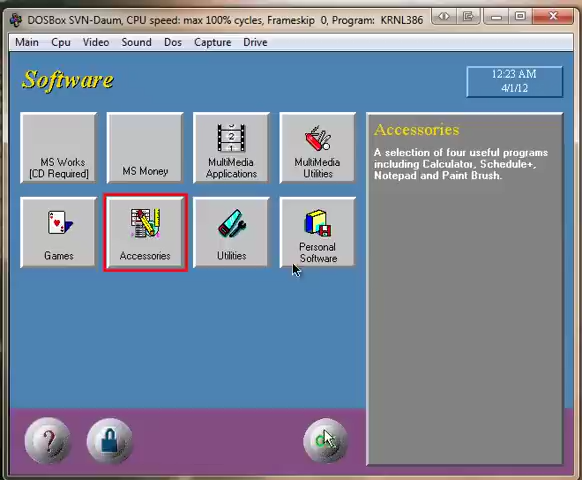 DOSBox SVN-Daum, CPU speed: max 100% cycles, Frameskip 0, Program: KRNL386
Main Cpu Video Sound Dos Capture Drive
Software
12:23 AM
4/1/12
MS Works
[CD Required]
MS Money
MultiMedia
Applications
MultiMedia
Utilities
Games
Accessories
Utilities
Personal
Software
Accessories
A selection of four useful programs
including Calculator, Schedule+,
Notepad and Paint Brush.
?